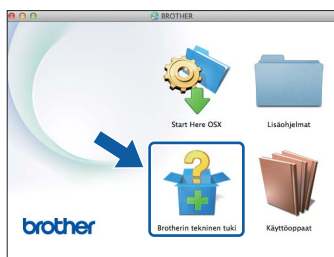 BROTHER
Start Here OSX
Lisäohjelmat
Brotherin tekninen tuki
Käyttöoppaat
brother